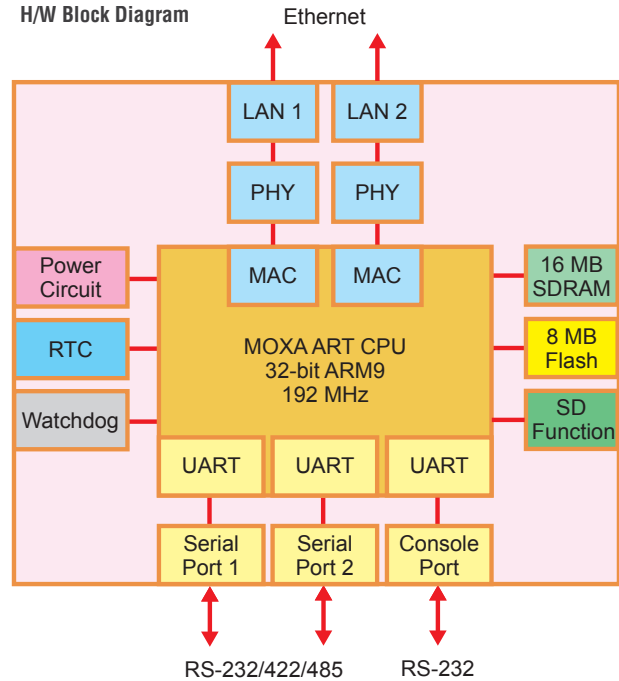 H/W Block Diagram
Ethernet
LAN 1
LAN 2
PHY
PHY
MAC
MAC
Power
Circuit
RTC
Watchdog
MOXA ART CPU
32-bit ARM9
192 MHz
16 MB
SDRAM
8 MB
Flash
SD
Function
UART
UART
UART
Serial
Port 1
Serial
Port 2
Console
Port
RS-232/422/485
RS-232